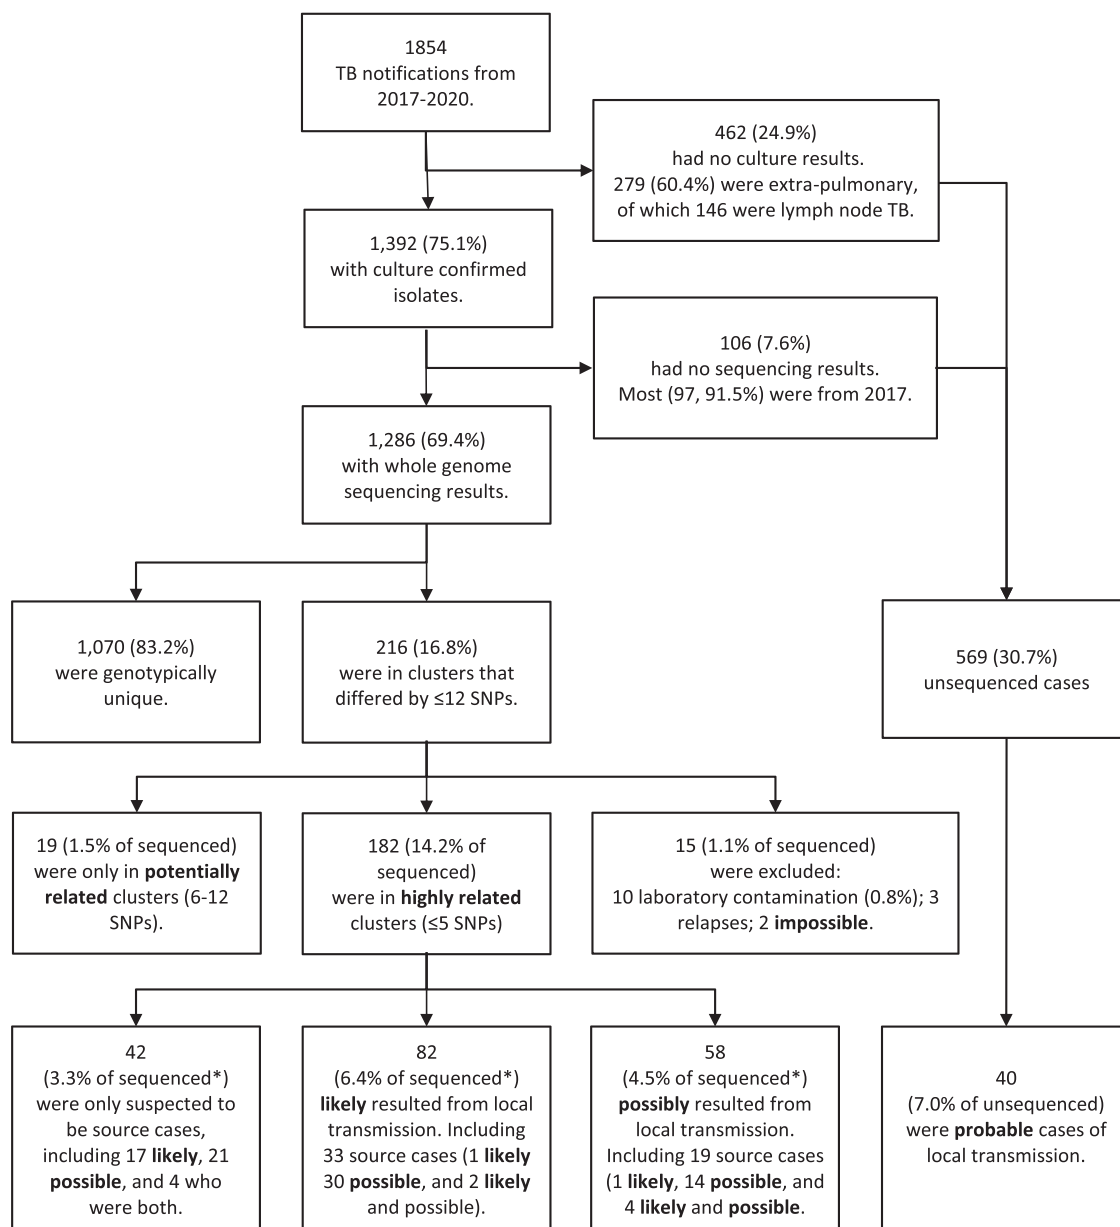 1854
TB notifications from
2017-2020.
462 (24.9%)
had no culture results.
279 (60.4%) were extra-pulmonary,
of which 146 were lymph node TB.
1,392 (75.1%)
with culture confirmed
isolates.
106 (7.6%)
had no sequencing results.
Most (97, 91.5%) were from 2017.
1,286 (69.4%)
with whole genome
sequencing results.
1,070 (83.2%)
were genotypically
unique.
216 (16.8%)
were in clusters that
differed by ≤12 SNPs.
569 (30.7%)
unsequenced cases
19 (1.5% of sequenced)
were only in potentially
related clusters (6-12
SNPs).
182 (14.2% of
sequenced)
were in highly related
clusters (≤5 SNPs)
15 (1.1% of sequenced)
were excluded:
10 laboratory contamination (0.8%); 3
relapses; 2 impossible.
42
(3.3% of sequenced*)
were only suspected to
be source cases,
including 17 likely, 21
possible, and 4 who
were both.
82
(6.4% of sequenced*)
likely resulted from local
transmission. Including
33 source cases (1 likely
30 possible, and 2 likely
and possible).
58
(4.5% of sequenced*)
possibly resulted from
local transmission.
Including 19 source cases
(1 likely, 14 possible, and
4 likely and possible.
40
(7.0% of unsequenced)
were probable cases of
local transmission.